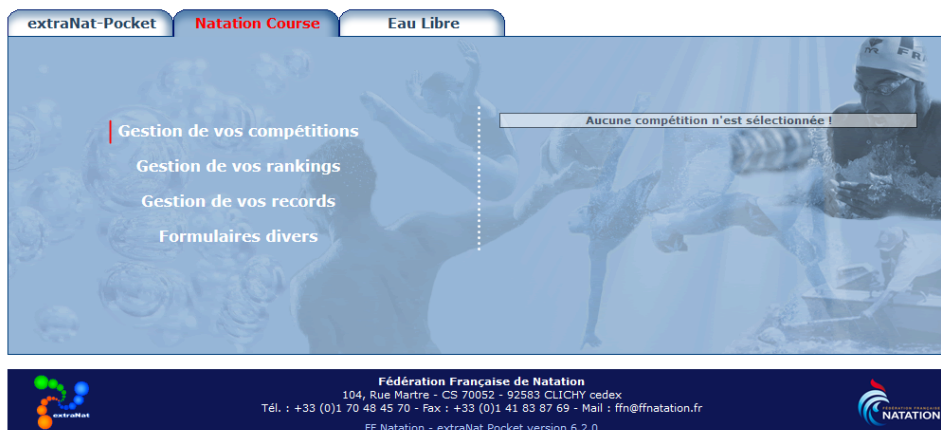 extraNat-Pocket Natation Course Eau Libre
Gestion de vos compétitions
Gestion de vos rankings
Gestion de vos records
Formulaires divers
Aucune compétition n'est sélectionnée !
Fédération Française de Natation
104, Rue Martre - CS 70052 - 92583 CLICHY cedex
Tél. : +33 (0)1 70 48 45 70 - Fax : +33 (0)1 41 83 87 69 - Mail : ffn@ffnatation.fr
FF Natation - extraNat Pocket version 6.2.0
extraNat
FÉDÉRATION FRANÇAISE
NATATION